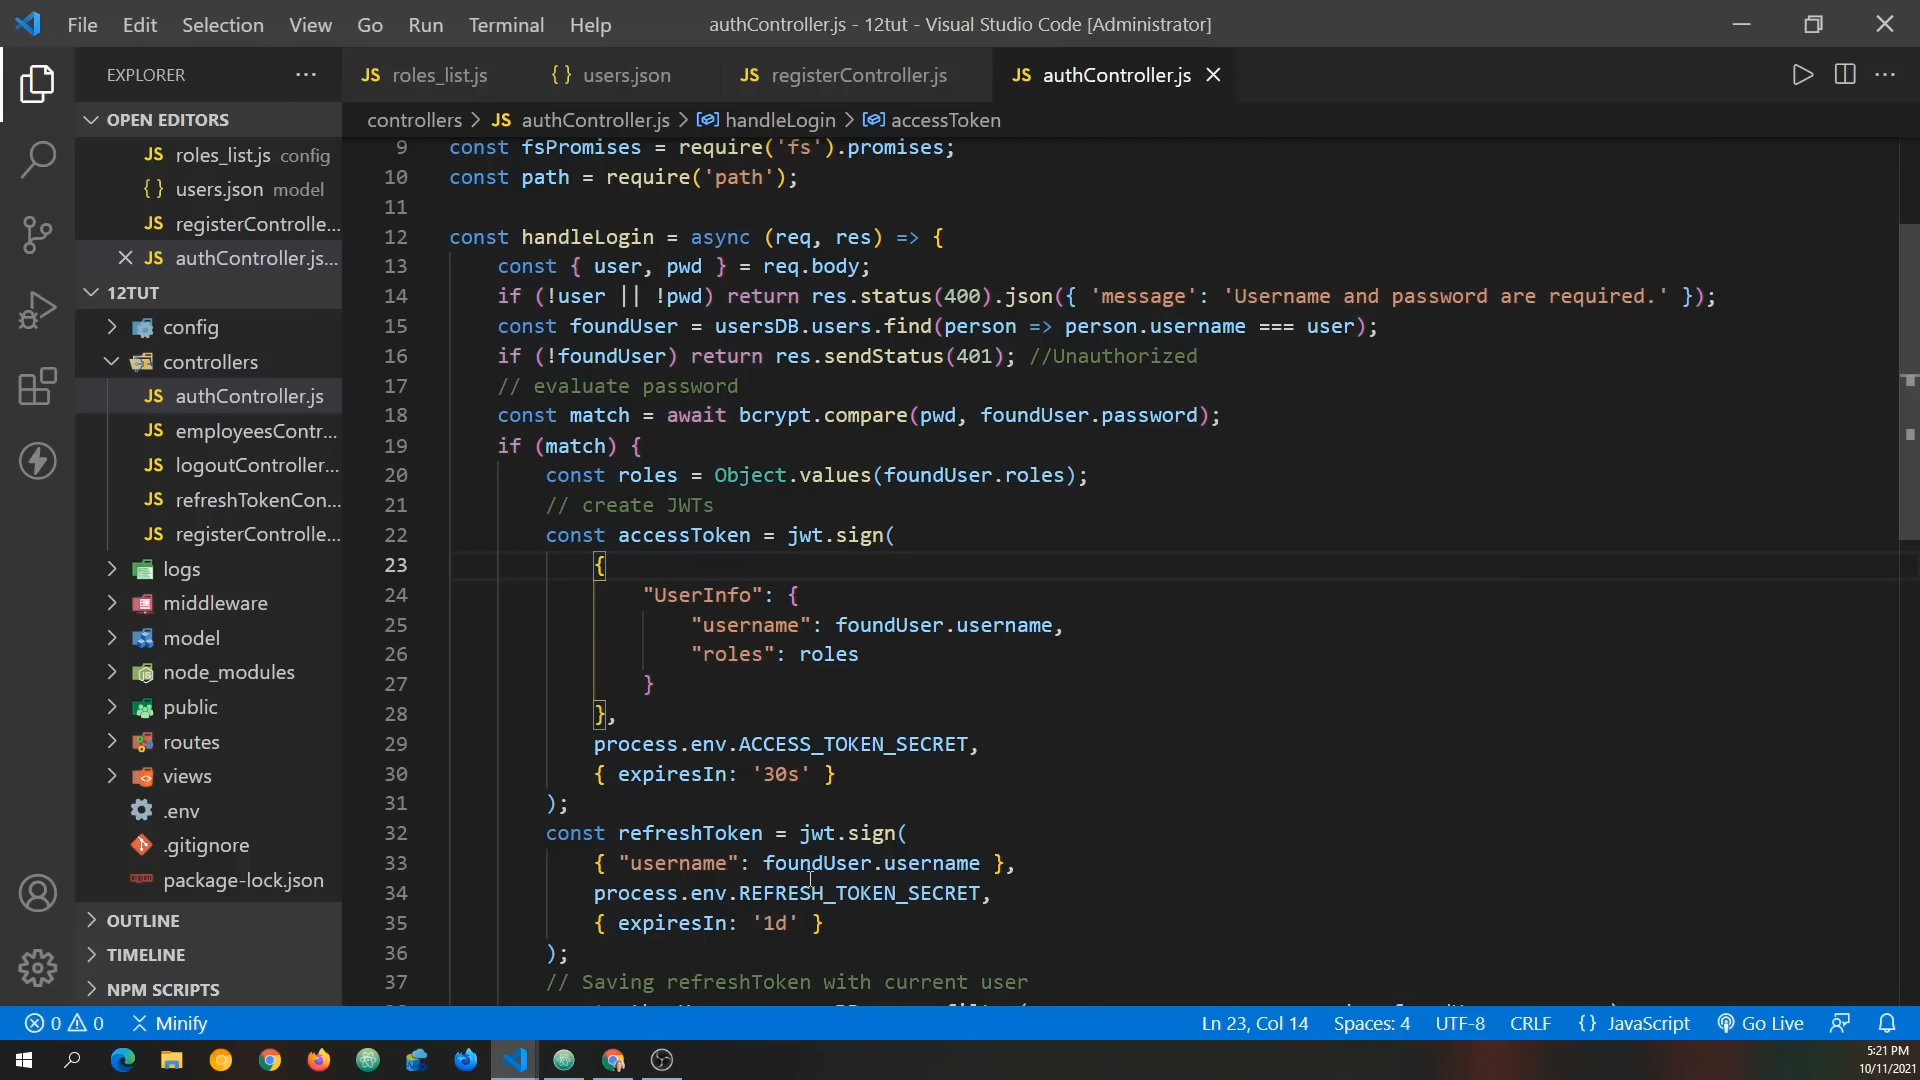 File Edit Selection View Go Run Terminal Help
authController.js - 12tut - Visual Studio Code [Administrator]
EXPLORER
JS roles_list.js
{ } users.json
JS registerController.js
JS authController.js
OPEN EDITORS
JS roles_list.js config
{ } users.json model
JS registerControlle...
JS authController.js...
12TUT
config
controllers
JS authController.js
JS employeesContr...
JS logoutController...
JS refreshTokenCon...
JS registerControlle...
logs
middleware
model
node_modules
public
routes
views
.env
.gitignore
package-lock.json
OUTLINE
TIMELINE
NPM SCRIPTS
controllers > JS authController.js > handleLogin > accessToken
9 const fsPromises = require('fs').promises;
10 const path = require('path');
11
12 const handleLogin = async (req, res) => {
13 const { user, pwd } = req.body;
14 if (!user || !pwd) return res.status(400).json({ 'message': 'Username and password are required.' });
15 const foundUser = usersDB.users.find(person => person.username === user);
16 if (!foundUser) return res.sendStatus(401); //Unauthorized
17 // evaluate password
18 const match = await bcrypt.compare(pwd, foundUser.password);
19 if (match) {
20 const roles = Object.values(foundUser.roles);
21 // create JWTs
22 const accessToken = jwt.sign(
23 {
24 "UserInfo": {
25 "username": foundUser.username,
26 "roles": roles
27 }
28 },
29 process.env.ACCESS_TOKEN_SECRET,
30 { expiresIn: '30s' }
31 );
32 const refreshToken = jwt.sign(
33 { "username": foundUser.username },
34 process.env.REFRESH_TOKEN_SECRET,
35 { expiresIn: '1d' }
36 );
37 // Saving refreshToken with current user
0 0 Minify
Ln 23, Col 14 Spaces: 4 UTF-8 CRLF { } JavaScript Go Live
5:21 PM
10/11/2021